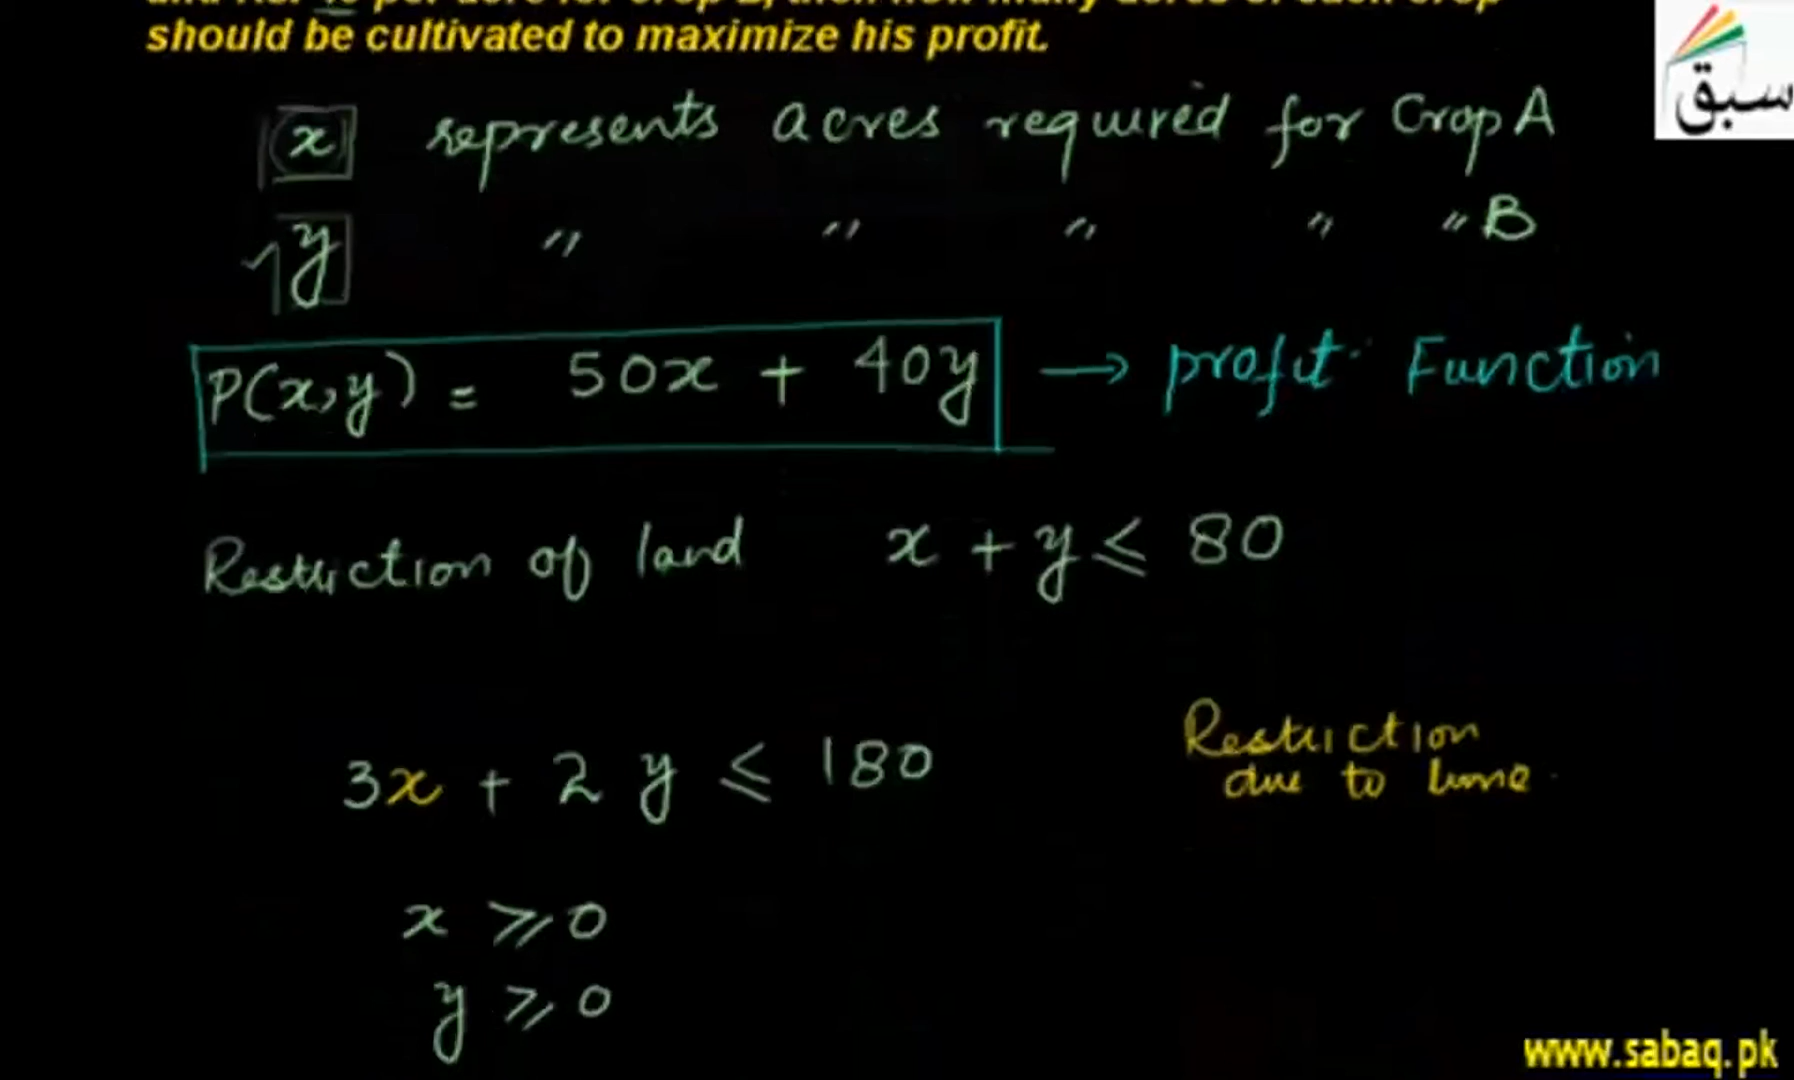 should be cultivated to maximize his profit.
سبق
x represents acres required for Crop A
y " " " " " B
P(x,y) = 50x + 40y → profit Function
Restriction of land x + y ⩽ 80
3x + 2y ⩽ 180
Restriction
due to time
x ⩾ 0
y ⩾ 0
www.sabaq.pk